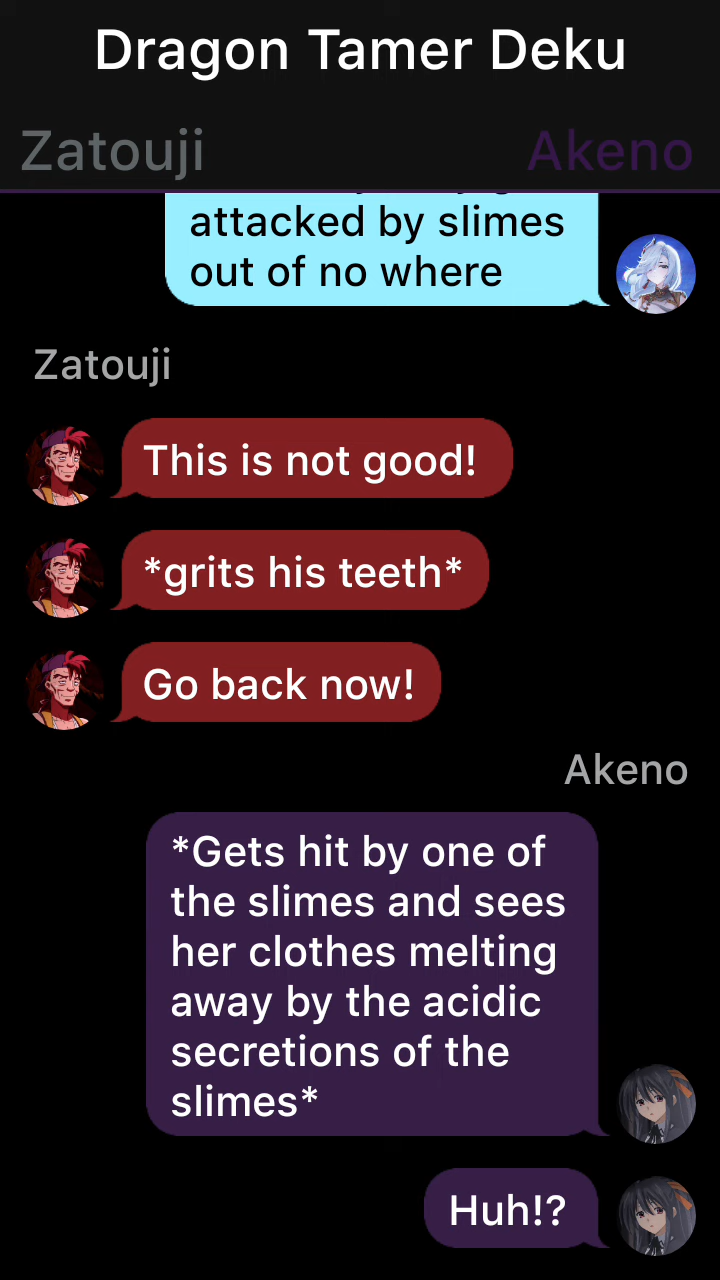 Dragon Tamer Deku
Zatouji
Akeno
attacked by slimes
out of no where
Zatouji
This is not good!
*grits his teeth*
Go back now!
Akeno
*Gets hit by one of
the slimes and sees
her clothes melting
away by the acidic
secretions of the
slimes*
Huh!?